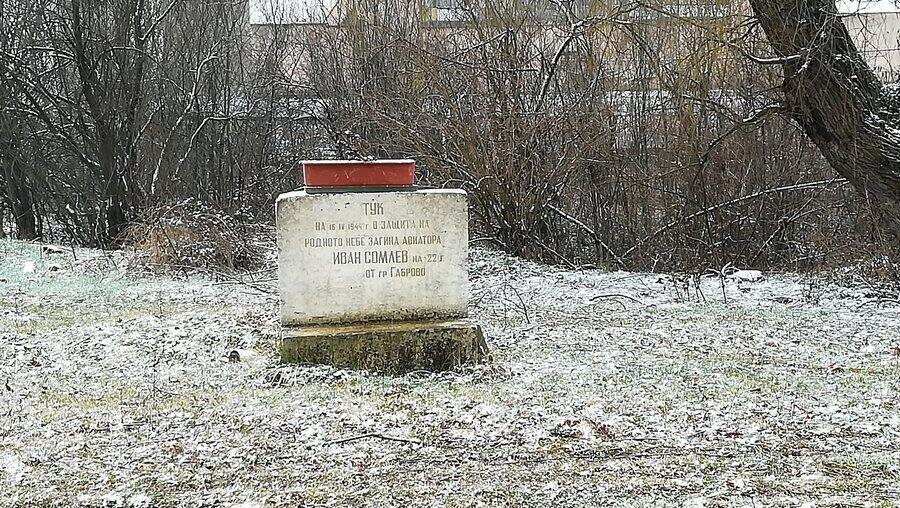 ТУК
НА 16 IV 1944 Г В ЗАЩИТА НА
РОДНОТО НЕБЕ ЗАГИНА АВИАТОРА
ИВАН СОМЛЕВ НА 22 Г
ОТ ГР ГАБРОВО